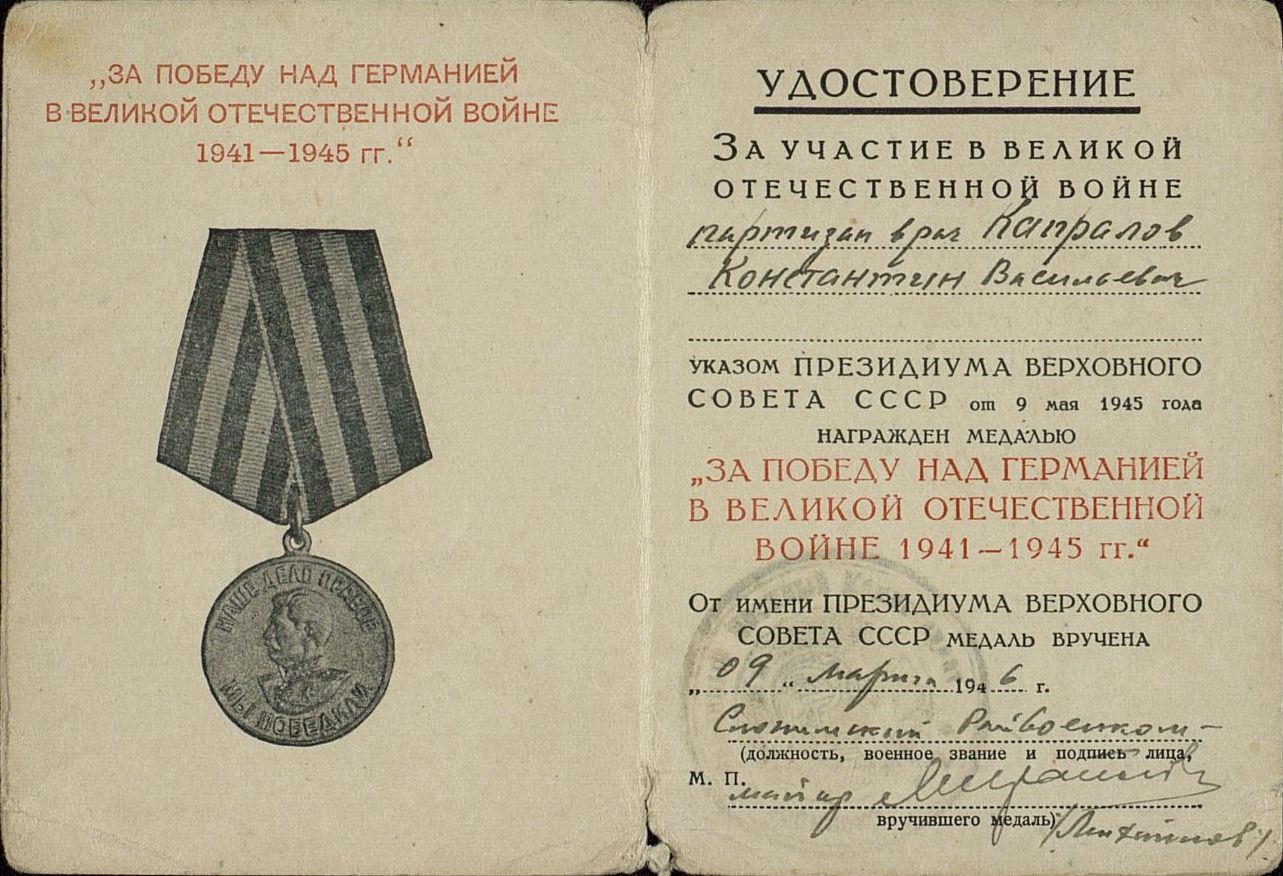 „ЗА ПОБЕДУ НАД ГЕРМАНИЕЙ
В ВЕЛИКОЙ ОТЕЧЕСТВЕННОЙ ВОЙНЕ
1941—1945 гг.“
НАШЕ ДЕЛО ПРАВОЕ
МЫ ПОБЕДИЛИ
УДОСТОВЕРЕНИЕ
ЗА УЧАСТИЕ В ВЕЛИКОЙ
ОТЕЧЕСТВЕННОЙ ВОЙНЕ
партизан врач Капралов
Константин Васильевич
УКАЗОМ ПРЕЗИДИУМА ВЕРХОВНОГО
СОВЕТА СССР от 9 мая 1945 года
НАГРАЖДЕН МЕДАЛЬЮ
„ЗА ПОБЕДУ НАД ГЕРМАНИЕЙ
В ВЕЛИКОЙ ОТЕЧЕСТВЕННОЙ
ВОЙНЕ 1941—1945 гг.“
ОТ ИМЕНИ ПРЕЗИДИУМА ВЕРХОВНОГО
СОВЕТА СССР МЕДАЛЬ ВРУЧЕНА
„09“ марта 1946 г.
Слонимский Райвоенком-
(должность, военное звание и подпись лица,
М. П.
майор
вручившего медаль)